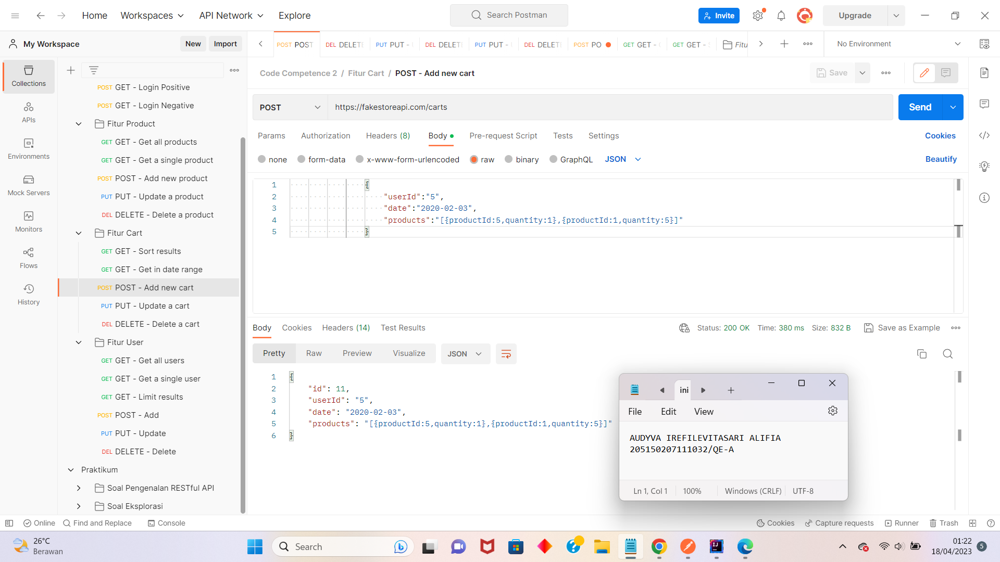 Home
Workspaces
API Network
Explore
Search Postman
Invite
Upgrade
My Workspace
New
Import
POST POST
DEL DELETE
PUT PUT -
DEL DELETE
PUT PUT -
DEL DELET
POST PO
GET GET -
GET GET -
Fitu
No Environment
Collections
APIs
Environments
Mock Servers
Monitors
Flows
History
POST GET - Login Positive
POST GET - Login Negative
Fitur Product
GET GET - Get all products
GET GET - Get a single product
POST POST - Add new product
PUT PUT - Update a product
DEL DELETE - Delete a product
Fitur Cart
GET GET - Sort results
GET GET - Get in date range
POST POST - Add new cart
PUT PUT - Update a cart
DEL DELETE - Delete a cart
Fitur User
GET GET - Get all users
GET GET - Get a single user
GET GET - Limit results
POST POST - Add
PUT PUT - Update
DEL DELETE - Delete
Praktikum
Soal Pengenalan RESTful API
Soal Eksplorasi
Code Competence 2 / Fitur Cart / POST - Add new cart
Save
POST
https://fakestoreapi.com/carts
Send
Params
Authorization
Headers (8)
Body
Pre-request Script
Tests
Settings
Cookies
none
form-data
x-www-form-urlencoded
raw
binary
GraphQL
JSON
Beautify
1 {
2 "userId":"5",
3 "date":"2020-02-03",
4 "products":"[{productId:5,quantity:1},{productId:1,quantity:5}]"
5 }
Body
Cookies
Headers (14)
Test Results
Status: 200 OK
Time: 380 ms
Size: 832 B
Save as Example
Pretty
Raw
Preview
Visualize
JSON
1 {
2 "id": 11,
3 "userId": "5",
4 "date": "2020-02-03",
5 "products": "[{productId:5,quantity:1},{productId:1,quantity:5}]"
6 }
ini
File
Edit
View
AUDYVA IREFILEVITASARI ALIFIA
205150207111032/QE-A
Ln 1, Col 1
100%
Windows (CRLF)
UTF-8
Online
Find and Replace
Console
Cookies
Capture requests
Runner
Trash
26°C
Berawan
Search
01:22
18/04/2023
5